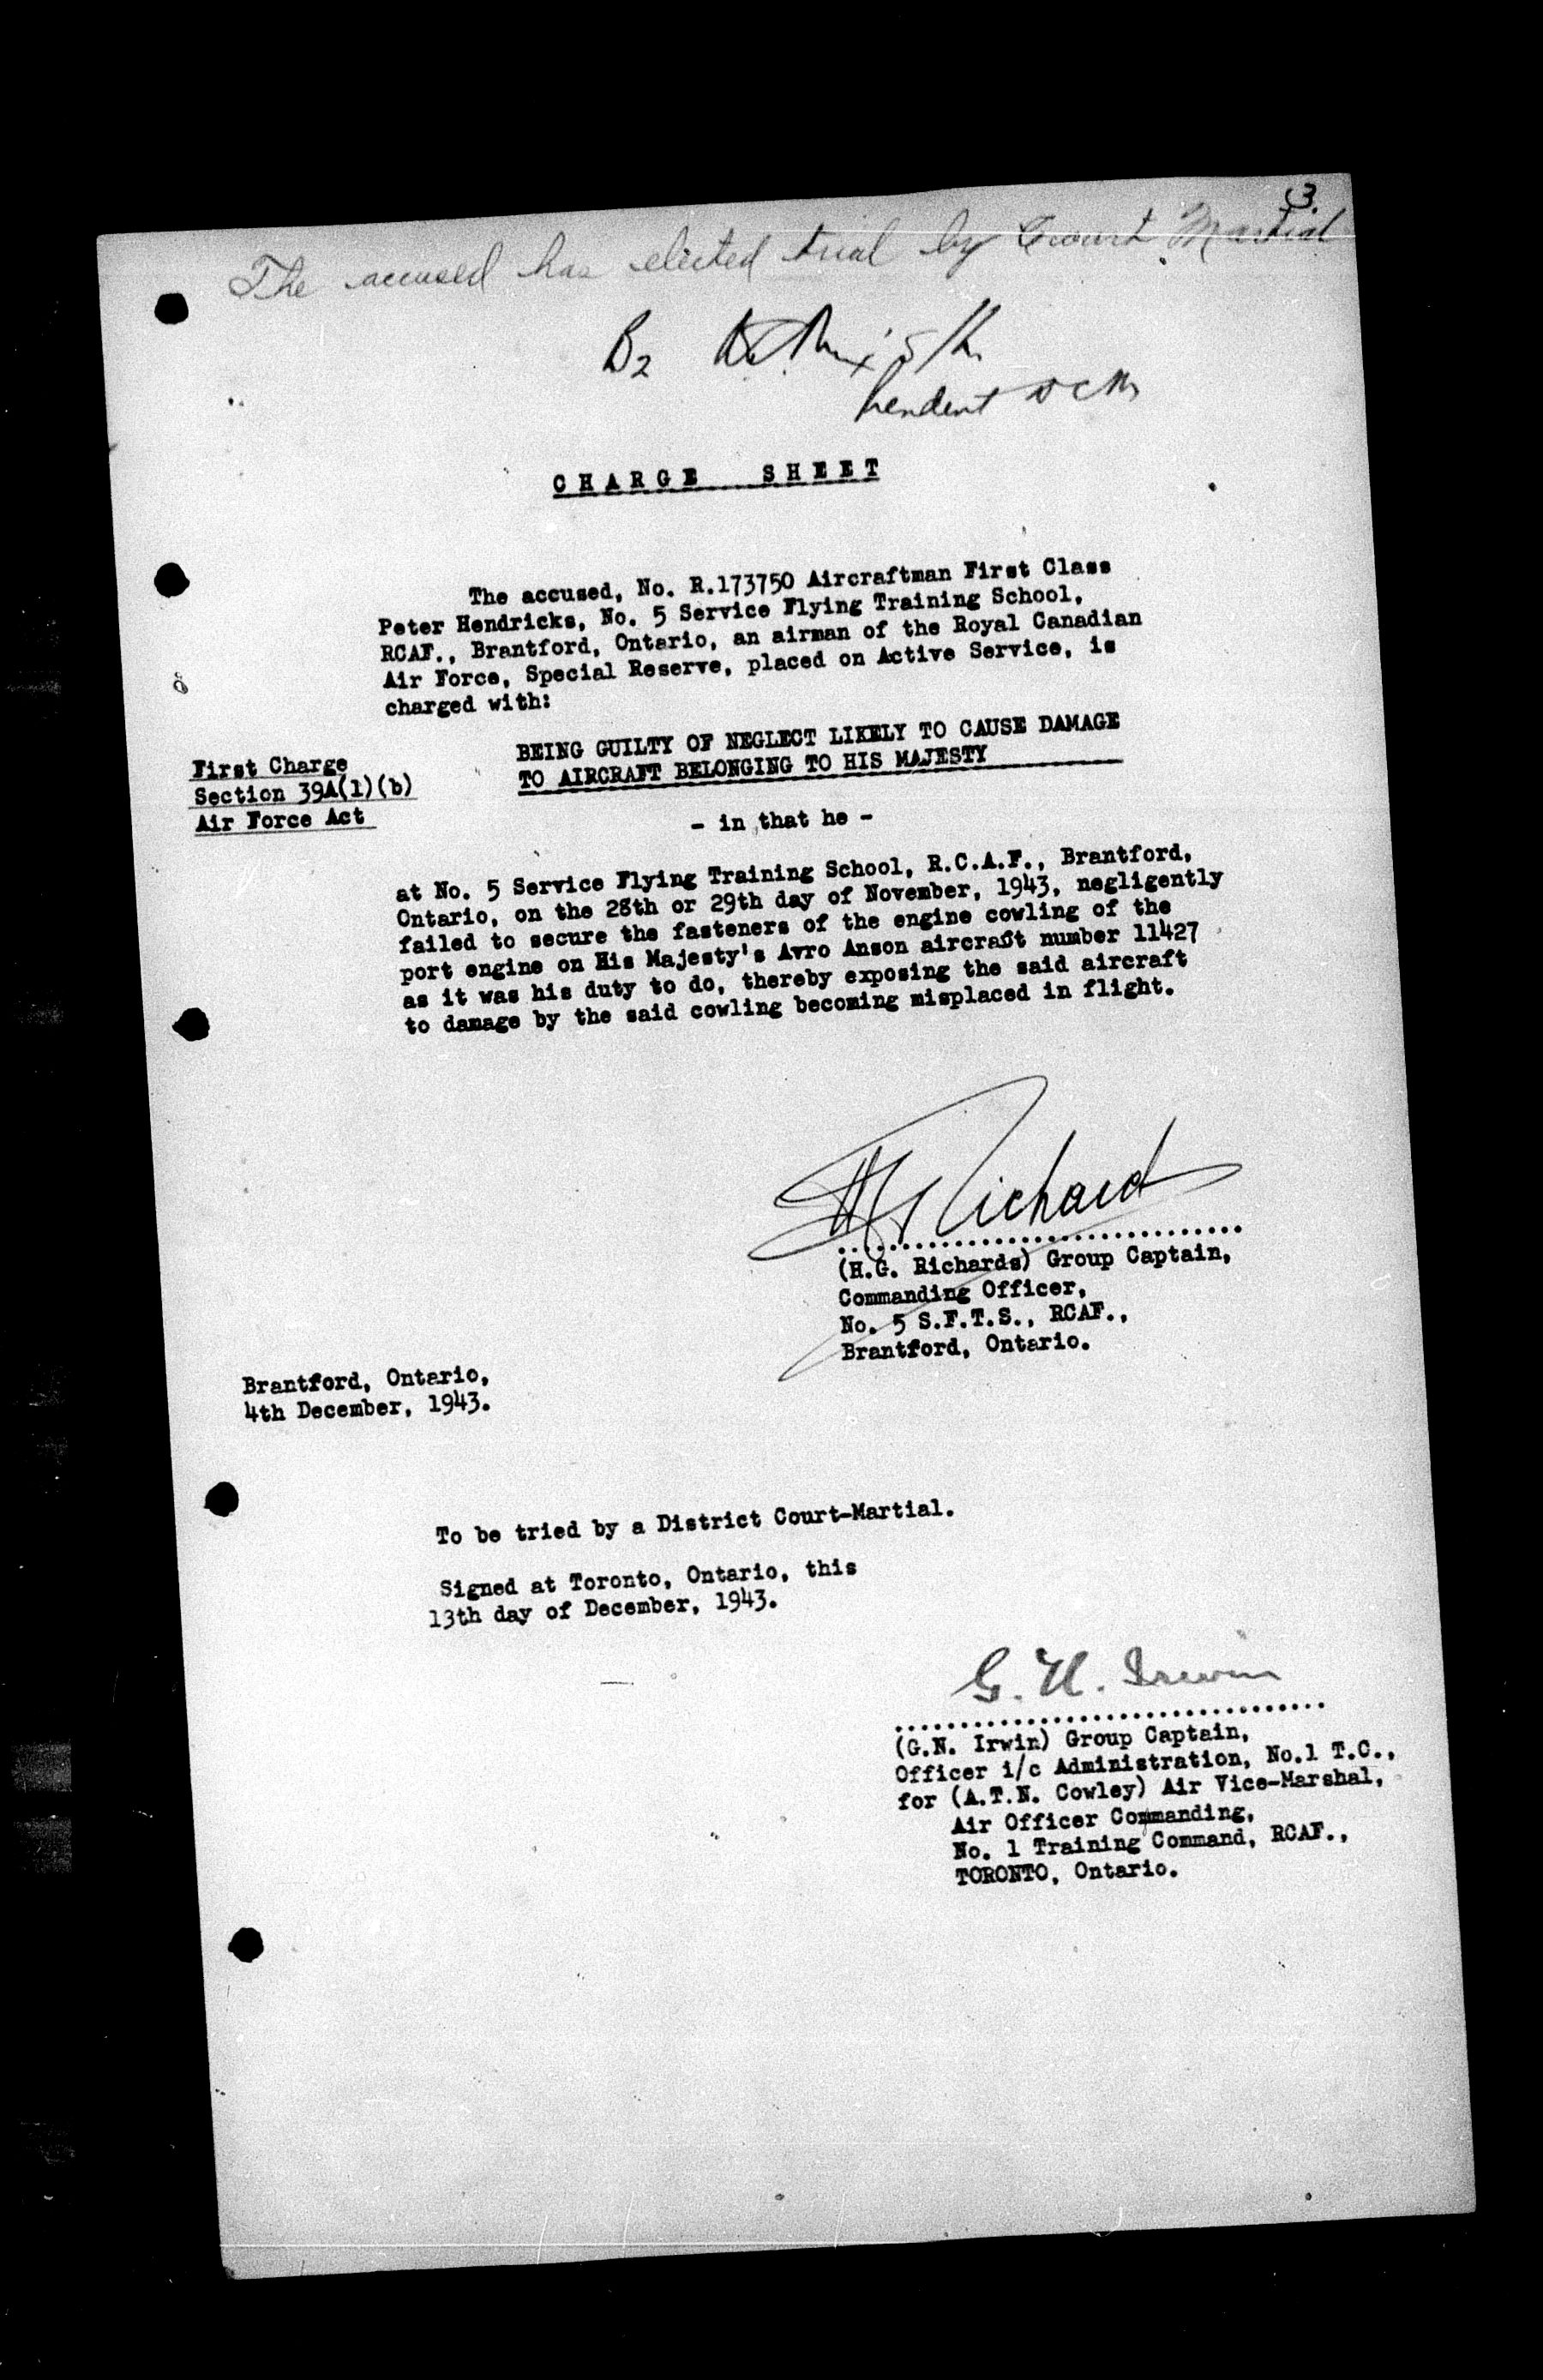 3.
The accused has elected trial by Court Martial
B2
President DCM
CHARGE SHEET
The accused, No. R.173750 Aircraftman First Class
Peter Hendricks, No. 5 Service Flying Training School,
RCAF., Brantford, Ontario, an airman of the Royal Canadian
Air Force, Special Reserve, placed on Active Service, is
charged with:
First Charge
Section 39A(1)(b)
Air Force Act
BEING GUILTY OF NEGLECT LIKELY TO CAUSE DAMAGE
TO AIRCRAFT BELONGING TO HIS MAJESTY
- in that he -
at No. 5 Service Flying Training School, R.C.A.F., Brantford,
Ontario, on the 28th or 29th day of November, 1943, negligently
failed to secure the fasteners of the engine cowling of the
port engine on His Majesty's Avro Anson aircraft number 11427
as it was his duty to do, thereby exposing the said aircraft
to damage by the said cowling becoming misplaced in flight.
HG Richards
(H.G. Richards) Group Captain,
Commanding Officer,
No. 5 S.F.T.S., RCAF.,
Brantford, Ontario.
Brantford, Ontario,
4th December, 1943.
To be tried by a District Court-Martial.
Signed at Toronto, Ontario, this
13th day of December, 1943.
G. N. Irwin
(G.N. Irwin) Group Captain,
Officer i/c Administration, No.1 T.C.,
for (A.T.N. Cowley) Air Vice-Marshal,
Air Officer Commanding,
No. 1 Training Command, RCAF.,
TORONTO, Ontario.